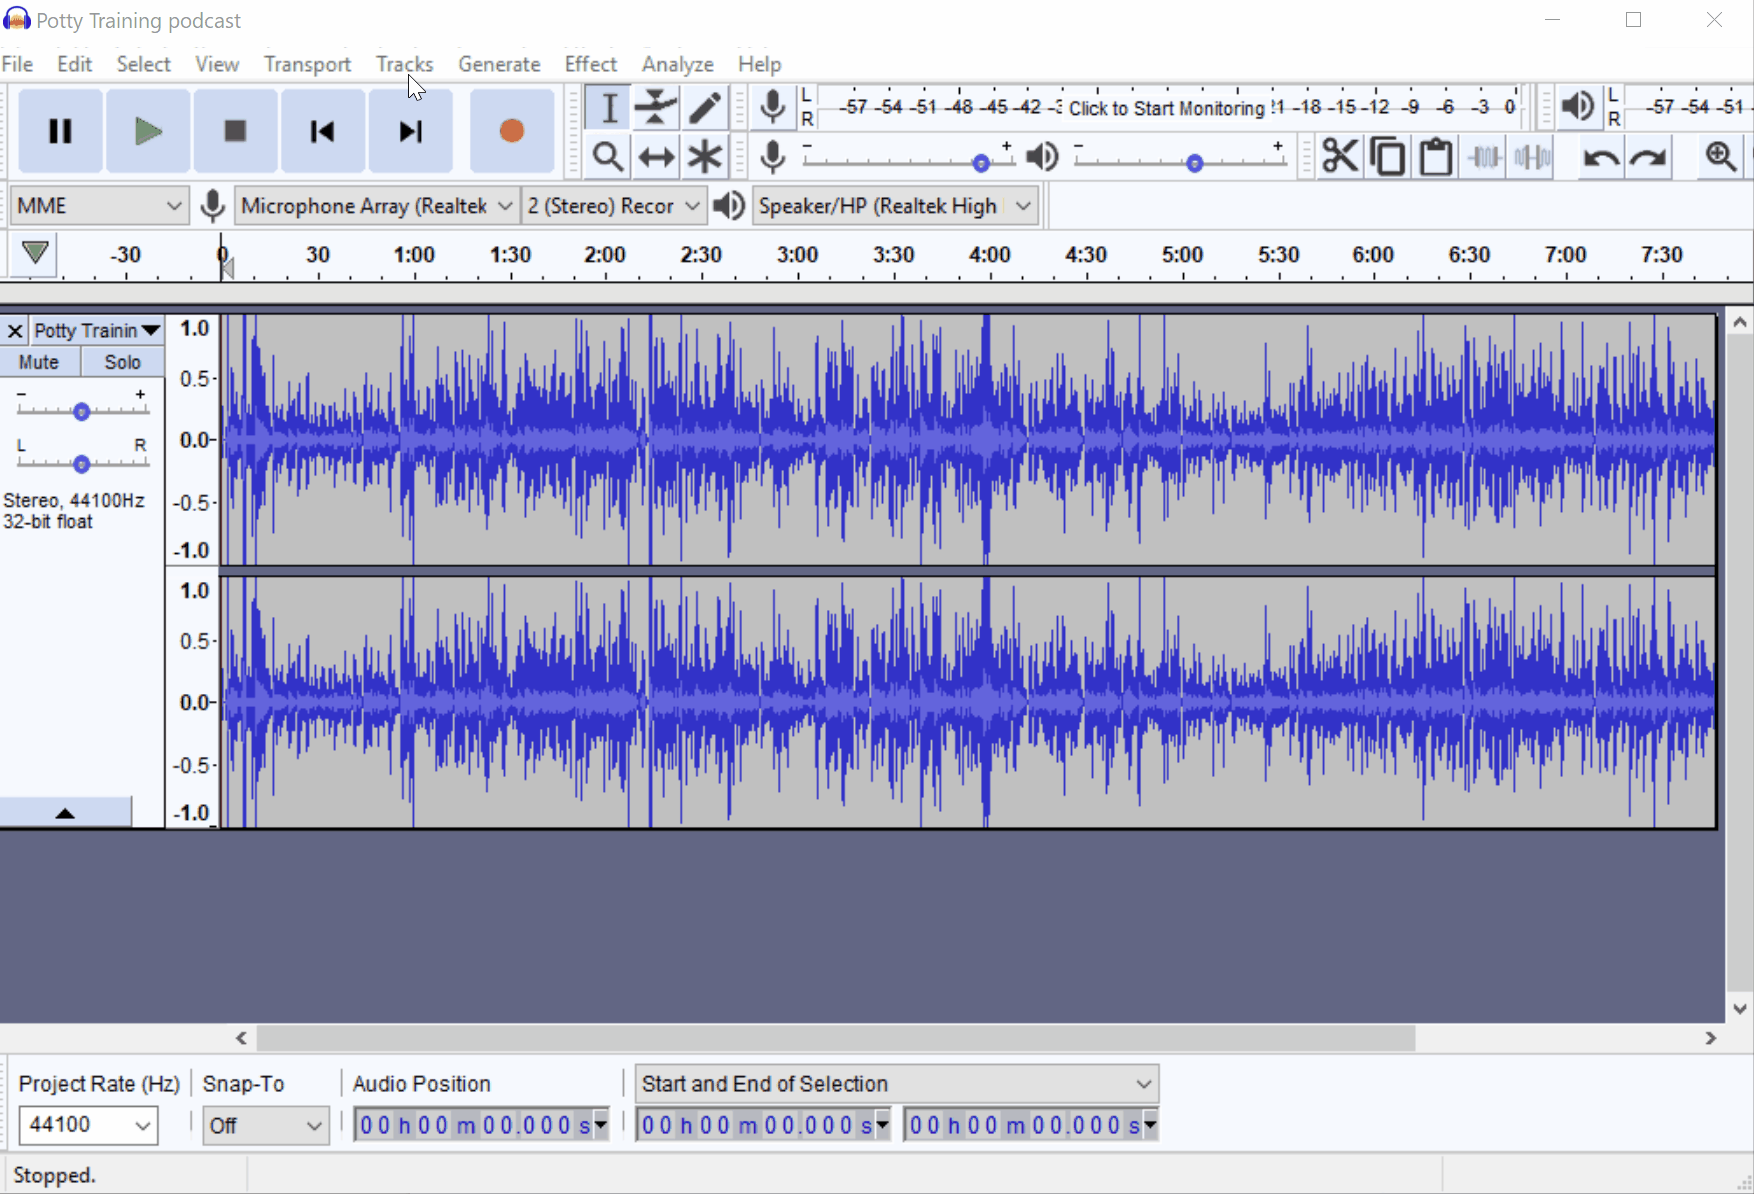 Potty Training podcast
File Edit Select View Transport Tracks Generate Effect Analyze Help
L
R
-57 -54 -51 -48 -45 -42 Click to Start Monitoring -18 -15 -12 -9 -6 -3 0
L
R
-57 -54 -51
- +
- +
MME
Microphone Array (Realtek
2 (Stereo) Recor
Speaker/HP (Realtek High
-30 0 30 1:00 1:30 2:00 2:30 3:00 3:30 4:00 4:30 5:00 5:30 6:00 6:30 7:00 7:30
Potty Trainin
Mute Solo
- +
L R
Stereo, 44100Hz
32-bit float
1.0
0.5
0.0
-0.5
-1.0
1.0
0.5
0.0
-0.5
-1.0
Project Rate (Hz) Snap-To Audio Position Start and End of Selection
44100 Off 00 h 00 m 00.000 s 00 h 00 m 00.000 s 00 h 00 m 00.000 s
Stopped.